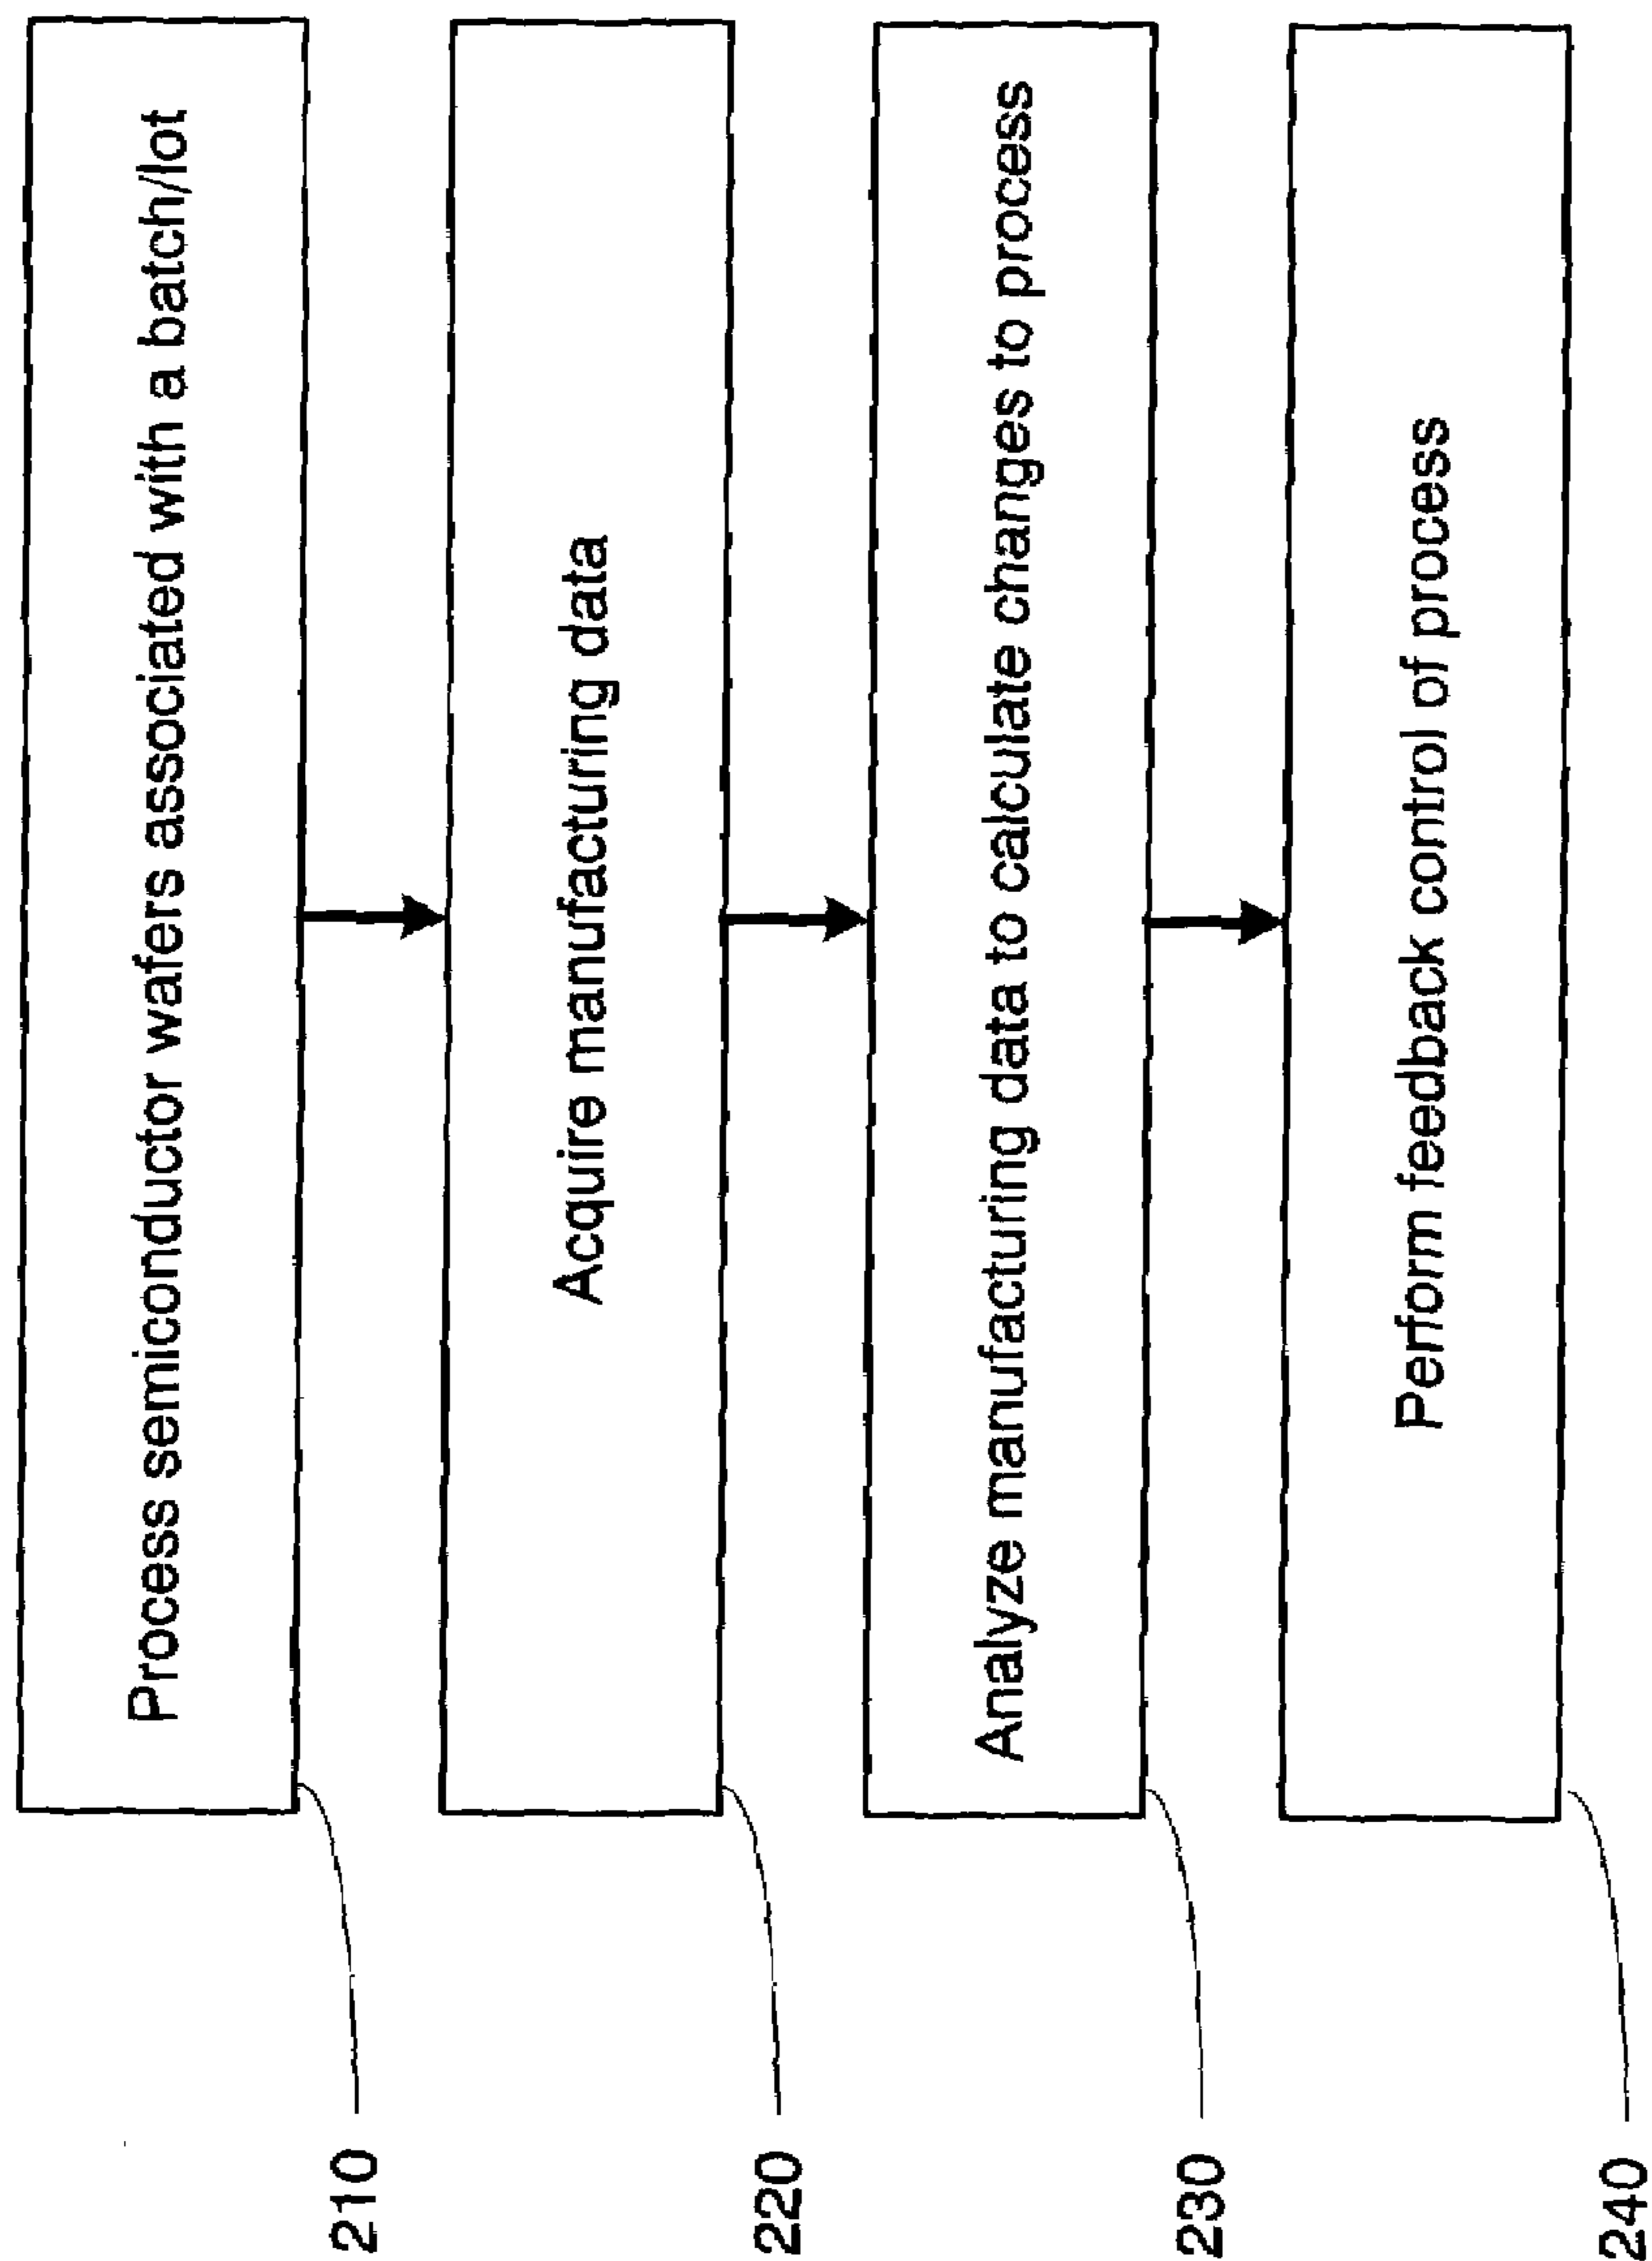 Process semiconductor wafers associated with a batch/lot
210
Acquire manufacturing data
220
Analyze manufacturing data to calculate changes to process
230
Perform feedback control of process
240